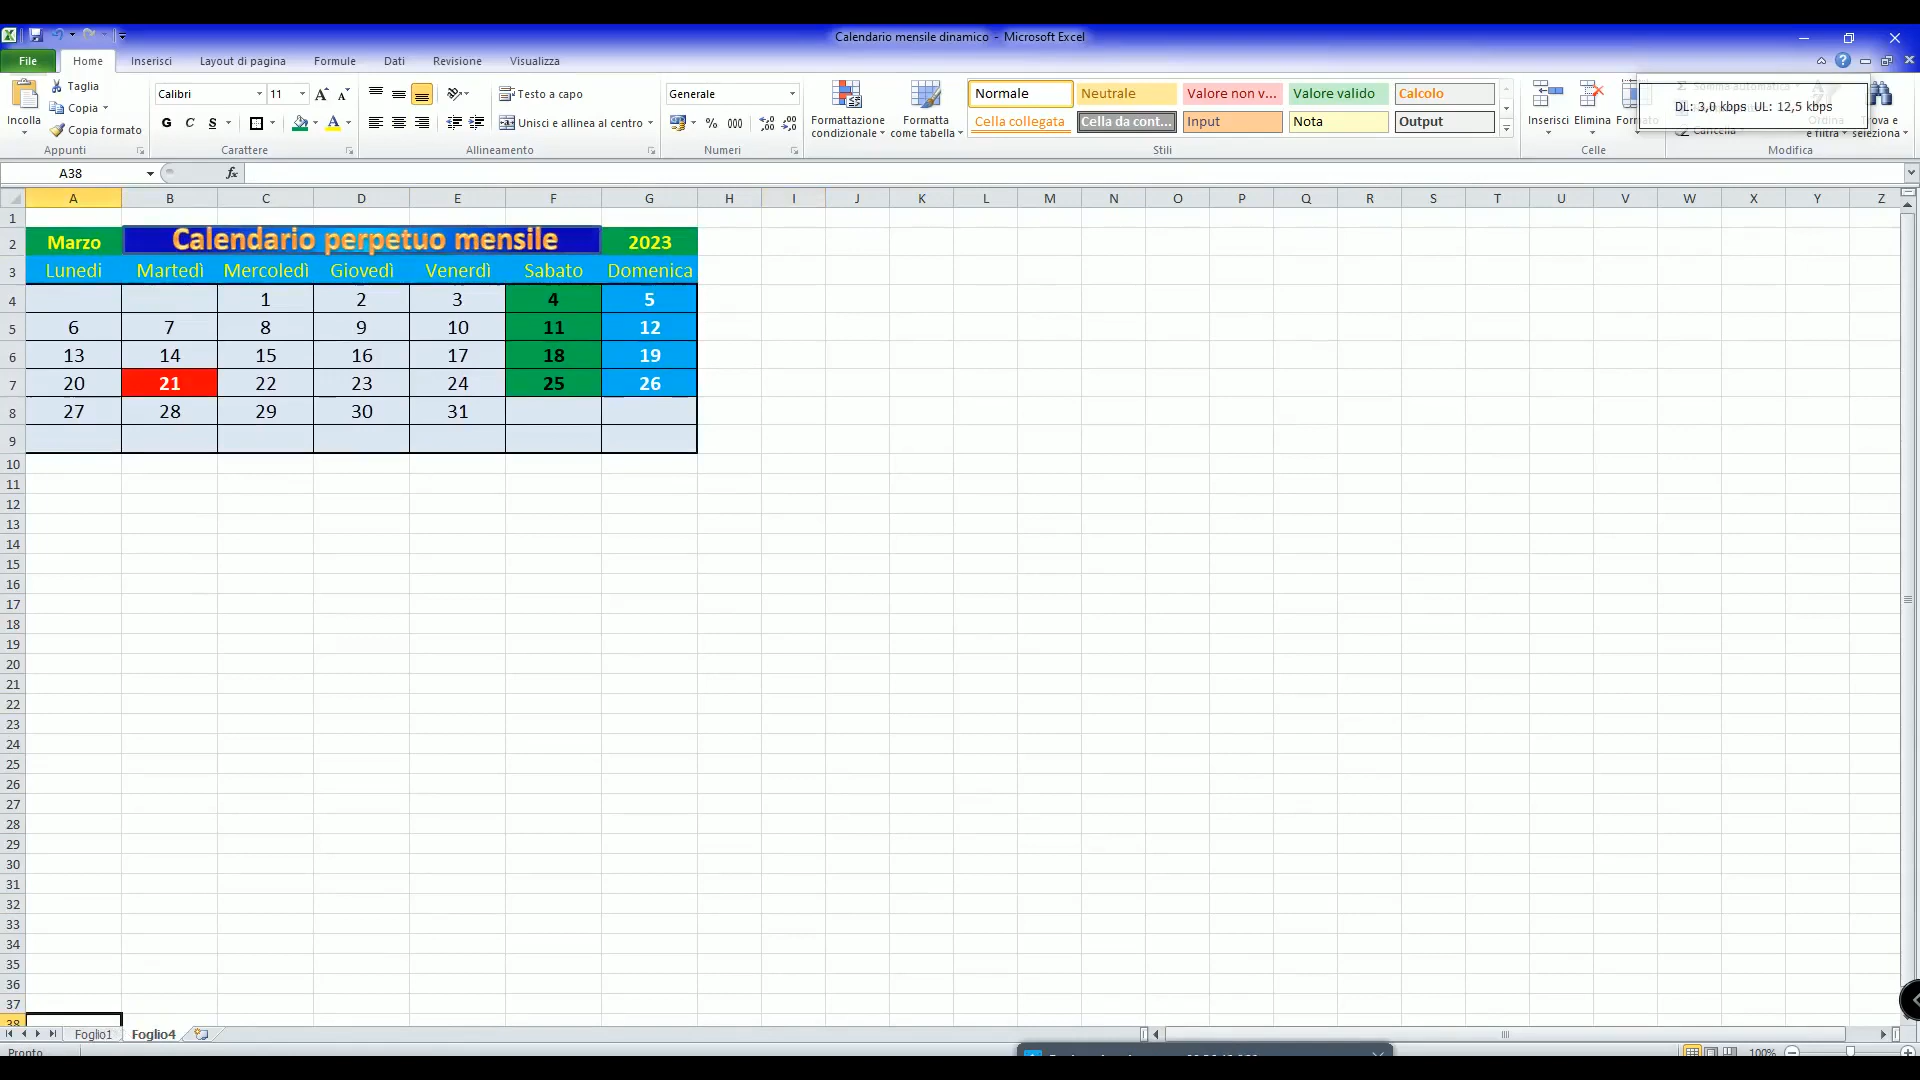 Calendario mensile dinamico - Microsoft Excel
File Home Inserisci Layout di pagina Formule Dati Revisione Visualizza
Incolla
Taglia
Copia
Copia formato
Appunti
Calibri 11
G C S
Carattere
Testo a capo
Unisci e allinea al centro
Allineamento
Generale
% 000
Numeri
Formattazione condizionale
Formatta come tabella
Normale Neutrale Valore non v... Valore valido Calcolo
Cella collegata Cella da cont... Input Nota Output
Stili
Inserisci Elimina Formato
Celle
Somma automatica
DL: 3,0 kbps UL: 12,5 kbps
Cancella
Ordina e filtra
Trova e seleziona
Modifica
A38 fx
A B C D E F G H I J K L M N O P Q R S T U V W X Y Z
1
2 Marzo Calendario perpetuo mensile 2023
3 Lunedì Martedì Mercoledì Giovedì Venerdì Sabato Domenica
4 1 2 3 4 5
5 6 7 8 9 10 11 12
6 13 14 15 16 17 18 19
7 20 21 22 23 24 25 26
8 27 28 29 30 31
9
10
11
12
13
14
15
16
17
18
19
20
21
22
23
24
25
26
27
28
29
30
31
32
33
34
35
36
37
38
Foglio1 Foglio4
Pronto
100%